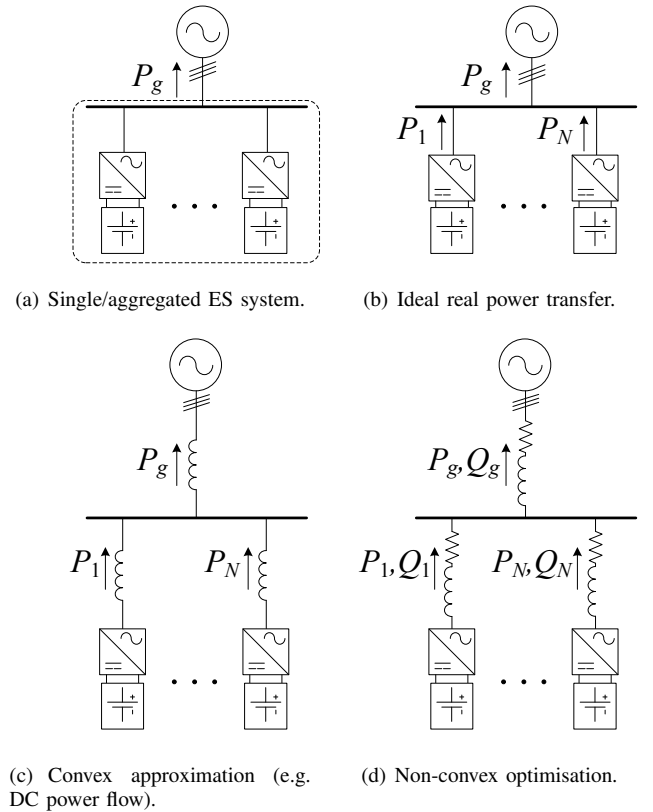 P_g
P_g
P_1
P_N
(a) Single/aggregated ES system.
(b) Ideal real power transfer.
P_g
P_g,Q_g
P_1
P_N
P_1,Q_1
P_N,Q_N
(c) Convex approximation (e.g.
DC power flow).
(d) Non-convex optimisation.